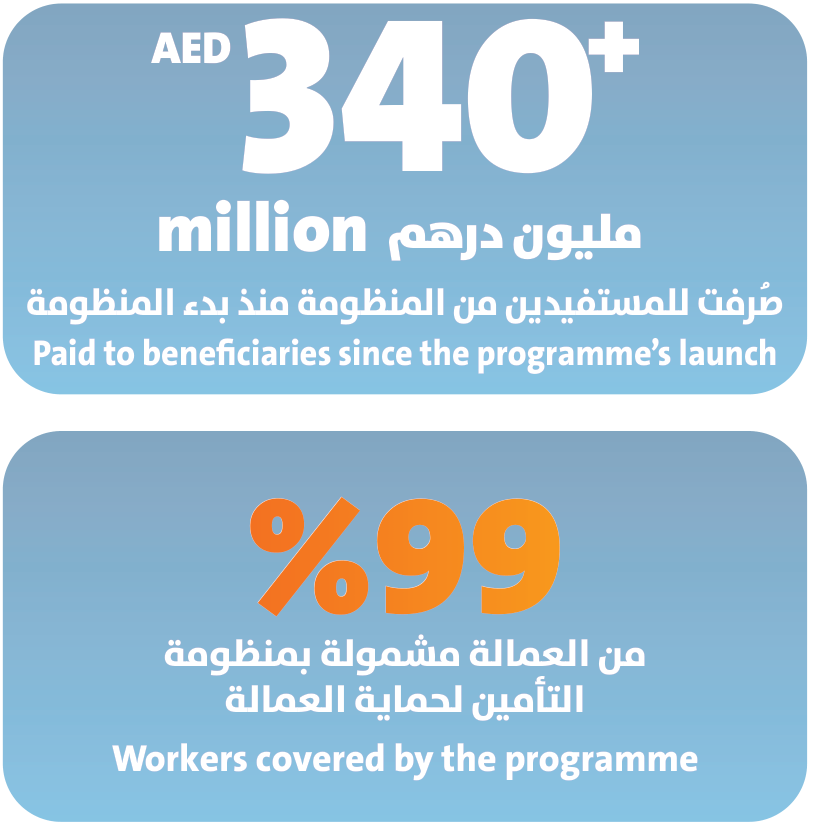 AED 340+
million مليون درهم
صُرفت للمستفيدين من المنظومة منذ بدء المنظومة
Paid to beneficiaries since the programme’s launch
%99
من العمالة مشمولة بمنظومة
التأمين لحماية العمالة
Workers covered by the programme